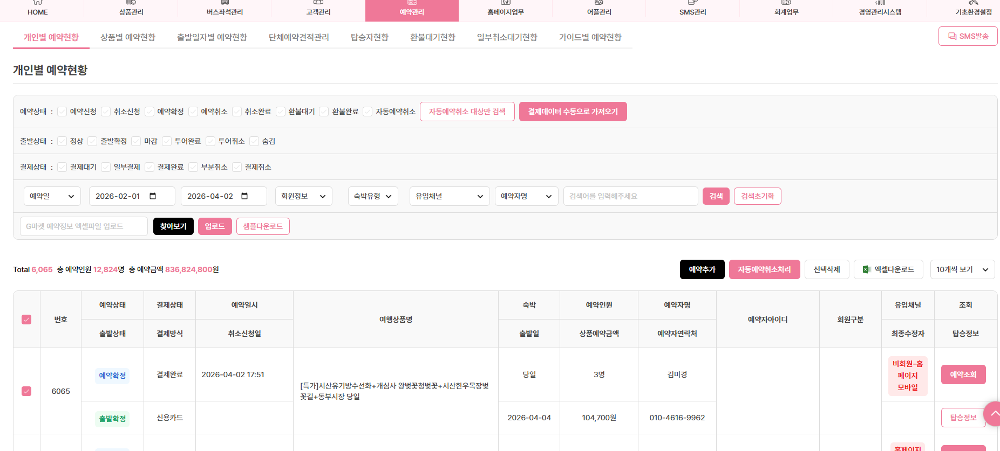 HOME 상품관리 버스좌석관리 고객관리 예약관리 홈페이지업무 어플관리 SMS관리 회계업무 경영관리시스템 기초환경설정
개인별 예약현황 상품별 예약현황 출발일자별 예약현황 단체예약견적관리 탑승자현황 환불대기현황 일부취소대기현황 가이드별 예약현황 SMS발송
개인별 예약현황
예약상태 : 예약신청 취소신청 예약확정 예약취소 취소완료 환불대기 환불완료 자동예약취소 자동예약취소 대상만 검색 결제데이터 수동으로 가져오기
출발상태 : 정상 출발확정 마감 투어완료 투어취소 숨김
결제상태 : 결제대기 일부결제 결제완료 부분취소 결제취소
예약일 2026-02-01 2026-04-02 회원정보 숙박유형 유입채널 예약자명 검색어를 입력해주세요 검색 검색초기화
G마켓 예약정보 엑셀파일 업로드 찾아보기 업로드 샘플다운로드
Total 6,065 총 예약인원 12,824명 총 예약금액 836,824,800원 예약추가 자동예약취소처리 선택삭제 엑셀다운로드 10개씩 보기
예약상태 결제상태 예약일시 숙박 예약인원 예약자명 유입채널 조회
번호 여행상품명 예약자아이디 회원구분
출발상태 결제방식 취소신청일 출발일 상품예약금액 예약자연락처 최종수정자 탑승정보
비회원-홈
예약확정 결제완료 2026-04-02 17:51 당일 3명 김미경 페이지 예약조회
모바일
[특가]서산유기방수선화+개심사 왕벚꽃청벚꽃+서산한우목장벚
6065
꽃길+동부시장 당일
출발확정 신용카드 2026-04-04 104,700원 010-4616-9962 탑승정보
홈페이지